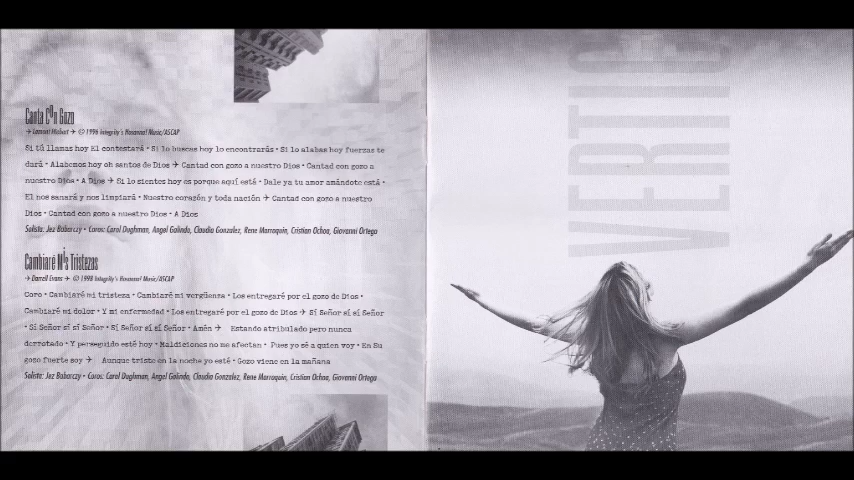 Canta Con Gozo
✈ Lamont Hiebert ✈ © 1996 Integrity's Hosanna! Music/ASCAP
Si tú llamas hoy El contestará • Si lo buscas hoy lo encontrarás • Si lo alabas hoy fuerzas te
dará • Alabemos hoy oh santos de Dios ✈ Cantad con gozo a nuestro Dios • Cantad con gozo a
nuestro Dios • A Dios ✈ Si lo sientes hoy es porque aquí está • Dale ya tu amor amándote está •
El nos sanará y nos limpiará • Nuestro corazón y toda nación ✈ Cantad con gozo a nuestro
Dios • Cantad con gozo a nuestro Dios • A Dios
Solista: Jez Babarczy • Coros: Carol Dughman, Angel Galindo, Claudia Gonzalez, Rene Marroquin, Cristian Ochoa, Giovanni Ortega
Cambiaré Mis Tristezas
✈ Darrell Evans ✈ © 1998 Integrity's Hosanna! Music/ASCAP
Coro • Cambiaré mi tristeza • Cambiaré mi vergüenza • Los entregaré por el gozo de Dios •
Cambiaré mi dolor • Y mi enfermedad • Los entregaré por el gozo de Dios ✈ Sí Señor sí sí Señor
• Sí Señor sí sí Señor • Sí Señor sí sí Señor • Amén ✈ Estando atribulado pero nunca
derrotado • Y perseguido esté hoy • Maldiciones no me afectan • Pues yo sé a quien voy • En Su
gozo fuerte soy ✈ Aunque triste en la noche yo esté • Gozo viene en la mañana
Solista: Jez Babarczy • Coros: Carol Dughman, Angel Galindo, Claudia Gonzalez, Rene Marroquin, Cristian Ochoa, Giovanni Ortega
VERTIC